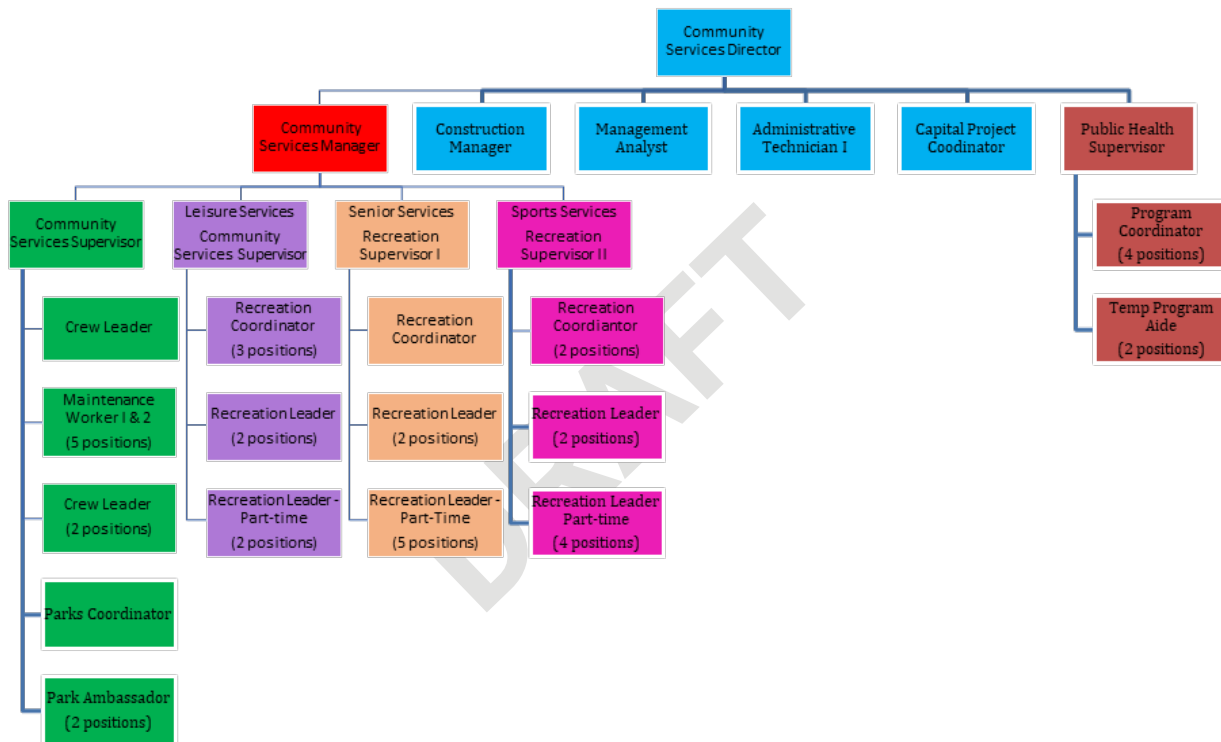 Community
Services Director
Community
Services Manager
Construction
Manager
Management
Analyst
Administrative
Technician I
Capital Project
Coodinator
Public Health
Supervisor
Community
Services Supervisor
Leisure Services
Community
Services Supervisor
Senior Services
Recreation
Supervisor I
Sports Services
Recreation
Supervisor II
Program
Coordinator
(4 positions)
Temp Program
Aide
(2 positions)
Crew Leader
Maintenance
Worker I & 2
(5 positions)
Crew Leader
(2 positions)
Parks Coordinator
Park Ambassador
(2 positions)
Recreation
Coordinator
(3 positions)
Recreation Leader
(2 positions)
Recreation Leader -
Part-time
(2 positions)
Recreation
Coordinator
Recreation Leader
(2 positions)
Recreation Leader -
Part-Time
(5 positions)
Recreation
Coordiantor
(2 positions)
Recreation Leader
(2 positions)
Recreation Leader
Part-time
(4 positions)
DRAFT